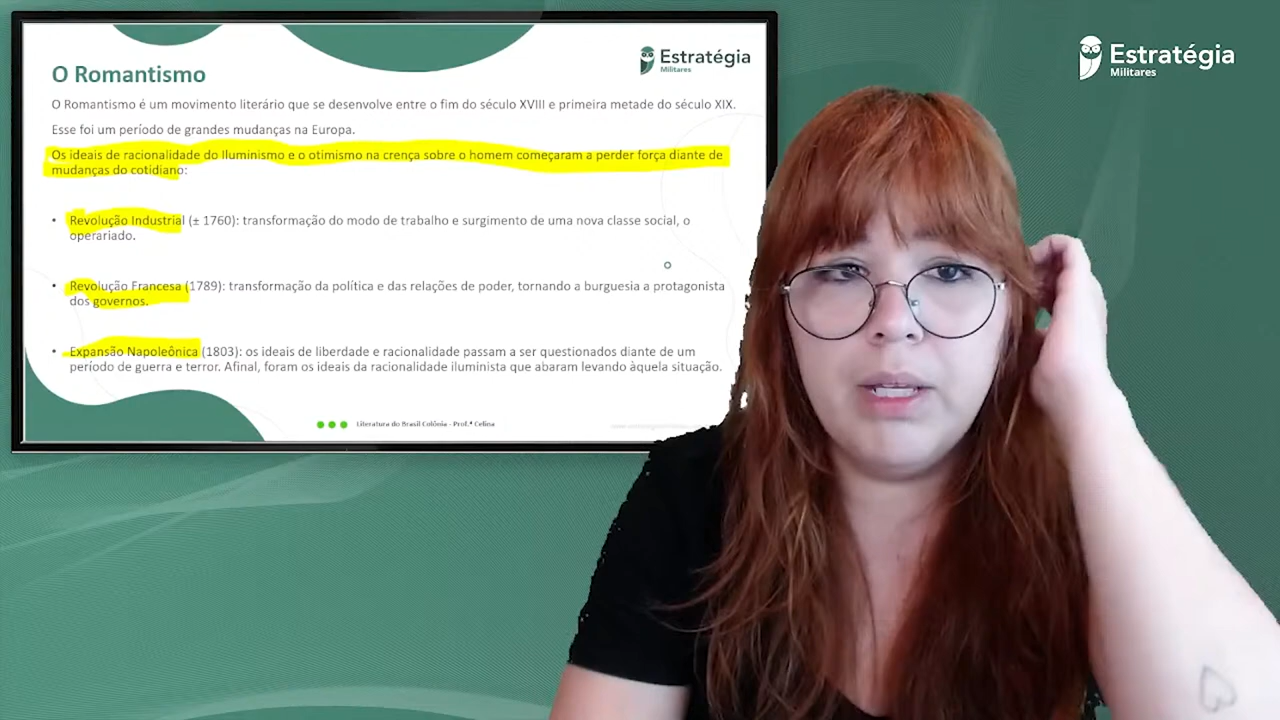 O Romantismo
Estratégia
Militares
O Romantismo é um movimento literário que se desenvolve entre o fim do século XVIII e primeira metade do século XIX.
Esse foi um período de grandes mudanças na Europa.
Os ideais de racionalidade do Iluminismo e o otimismo na crença sobre o homem começaram a perder força diante de
mudanças do cotidiano:
• Revolução Industrial (± 1760): transformação do modo de trabalho e surgimento de uma nova classe social, o
operariado.
• Revolução Francesa (1789): transformação da política e das relações de poder, tornando a burguesia a protagonista
dos governos.
• Expansão Napoleônica (1803): os ideais de liberdade e racionalidade passam a ser questionados diante de um
período de guerra e terror. Afinal, foram os ideais da racionalidade iluminista que abaram levando àquela situação.
Literatura do Brasil Colônia - Prof.ª Celina
Estratégia
Militares